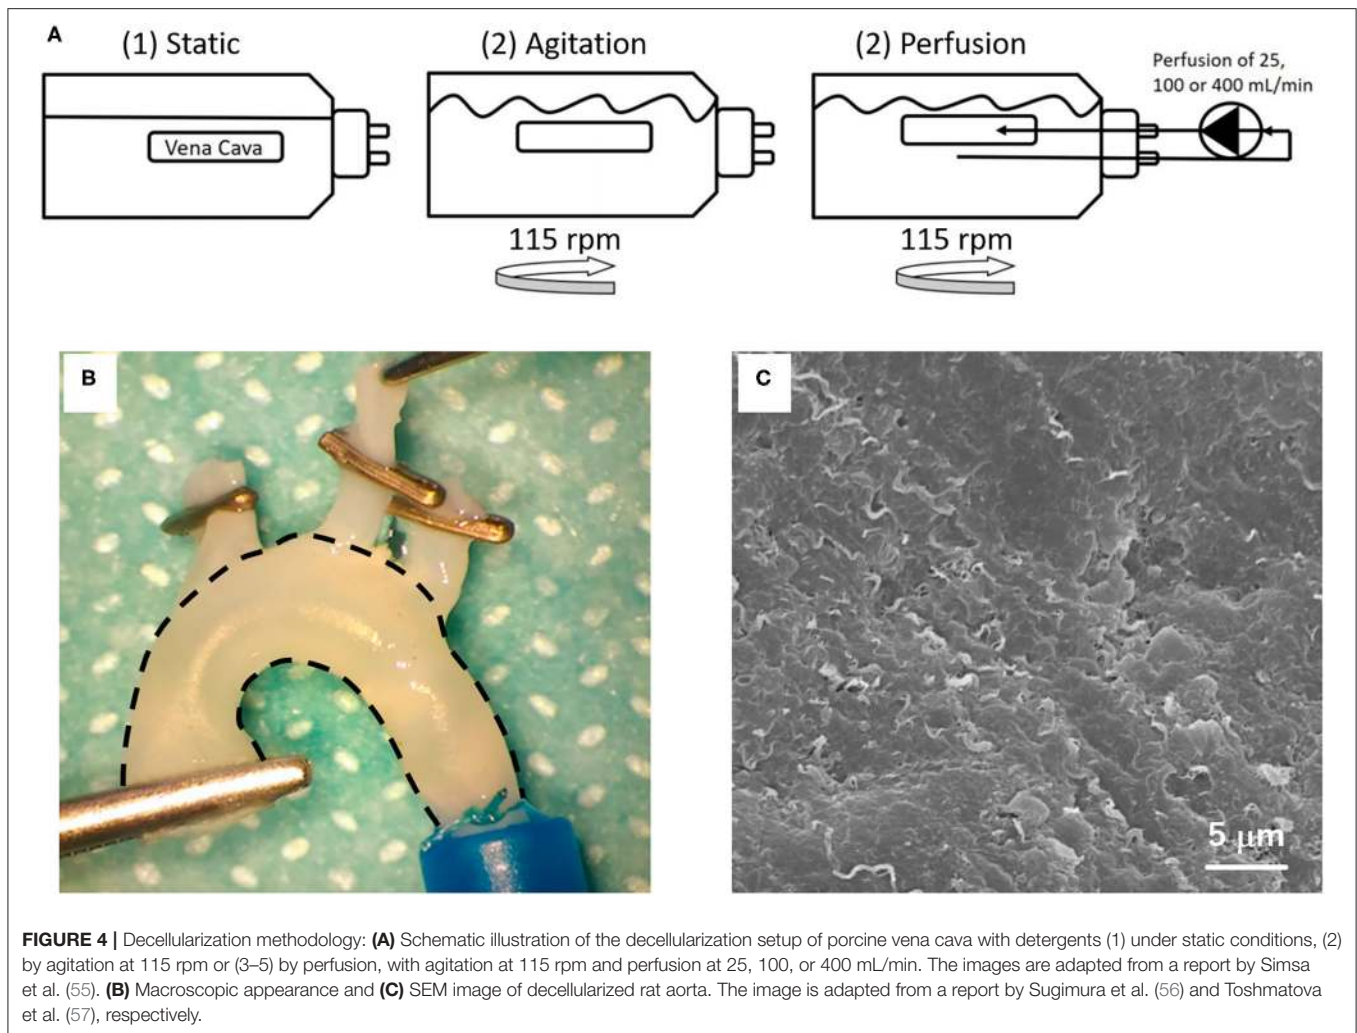 A
(1) Static
(2) Agitation
(2) Perfusion
Perfusion of 25,
100 or 400 mL/min
Vena Cava
115 rpm
115 rpm
B
C
5 μm
FIGURE 4 | Decellularization methodology: (A) Schematic illustration of the decellularization setup of porcine vena cava with detergents (1) under static conditions, (2)
by agitation at 115 rpm or (3–5) by perfusion, with agitation at 115 rpm and perfusion at 25, 100, or 400 mL/min. The images are adapted from a report by Simsa
et al. (55). (B) Macroscopic appearance and (C) SEM image of decellularized rat aorta. The image is adapted from a report by Sugimura et al. (56) and Toshmatova
et al. (57), respectively.